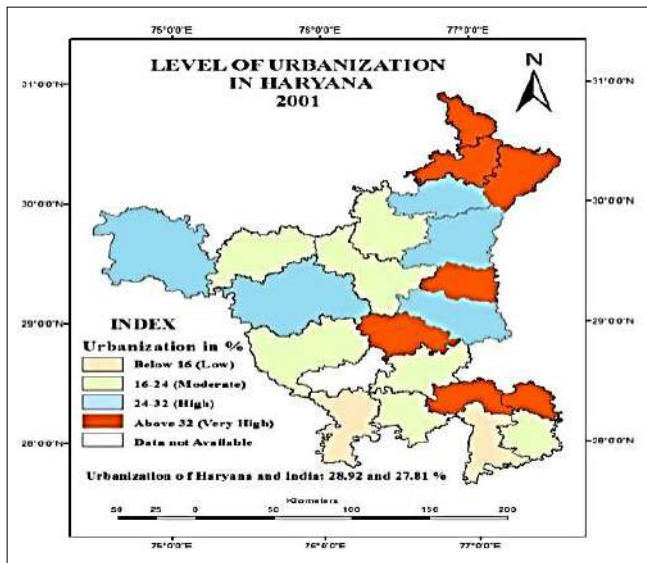 75°0'0"E 76°0'0"E 77°0'0"E
LEVEL OF URBANIZATION
IN HARYANA
2001
N
31°0'0"N 31°0'0"N
30°0'0"N 30°0'0"N
29°0'0"N 29°0'0"N
INDEX
Urbanization in %
Below 16 (Low)
16-24 (Moderate)
24-32 (High)
Above 32 (Very High)
Data not Available
28°0'0"N 28°0'0"N
Urbanization of Haryana and India: 28.92 and 27.81 %
Kilometers
50 25 0 50 100 150 200
75°0'0"E 76°0'0"E 77°0'0"E